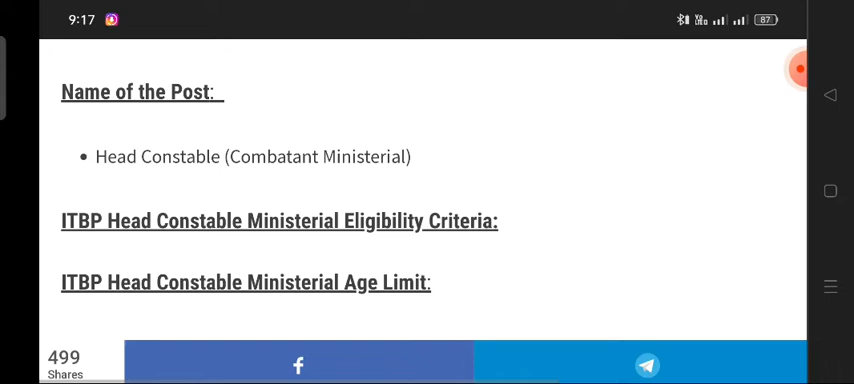 9:17
87
Name of the Post:
• Head Constable (Combatant Ministerial)
ITBP Head Constable Ministerial Eligibility Criteria:
ITBP Head Constable Ministerial Age Limit:
499
Shares